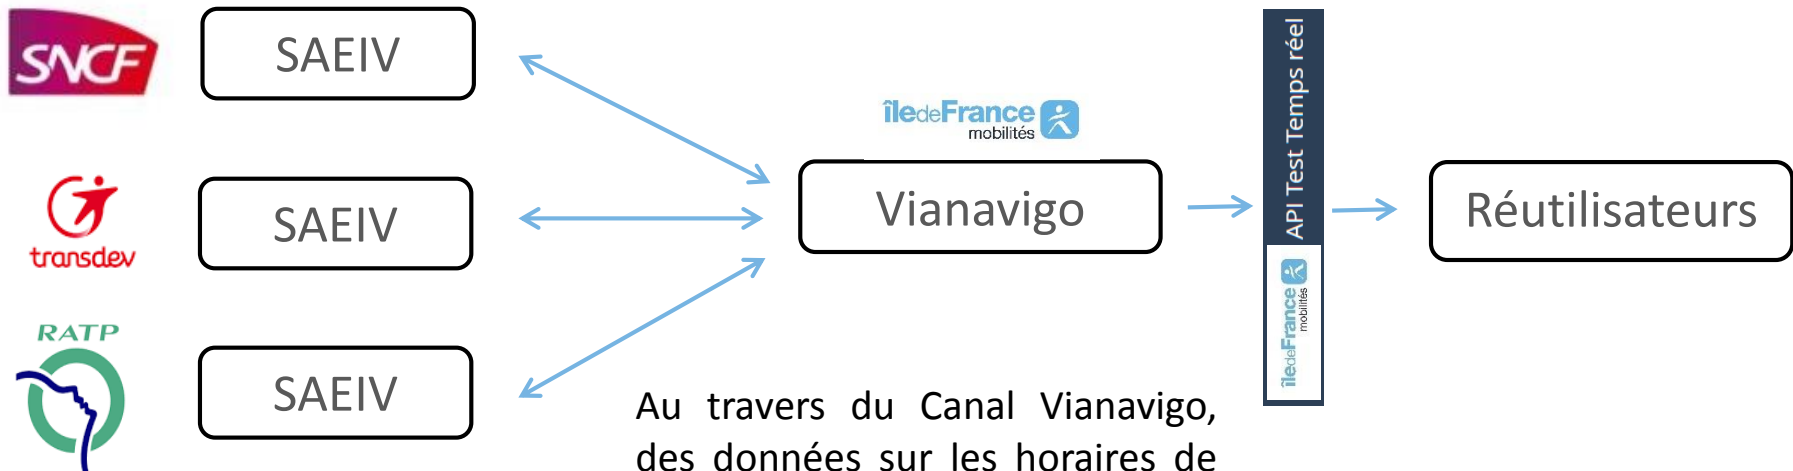 SNCF
SAEIV
transdev
SAEIV
RATP
SAEIV
îledeFrance
mobilités
Vianavigo
API Test Temps réel
îledeFrance
mobilités
Réutilisateurs
Au travers du Canal Vianavigo,
des données sur les horaires de